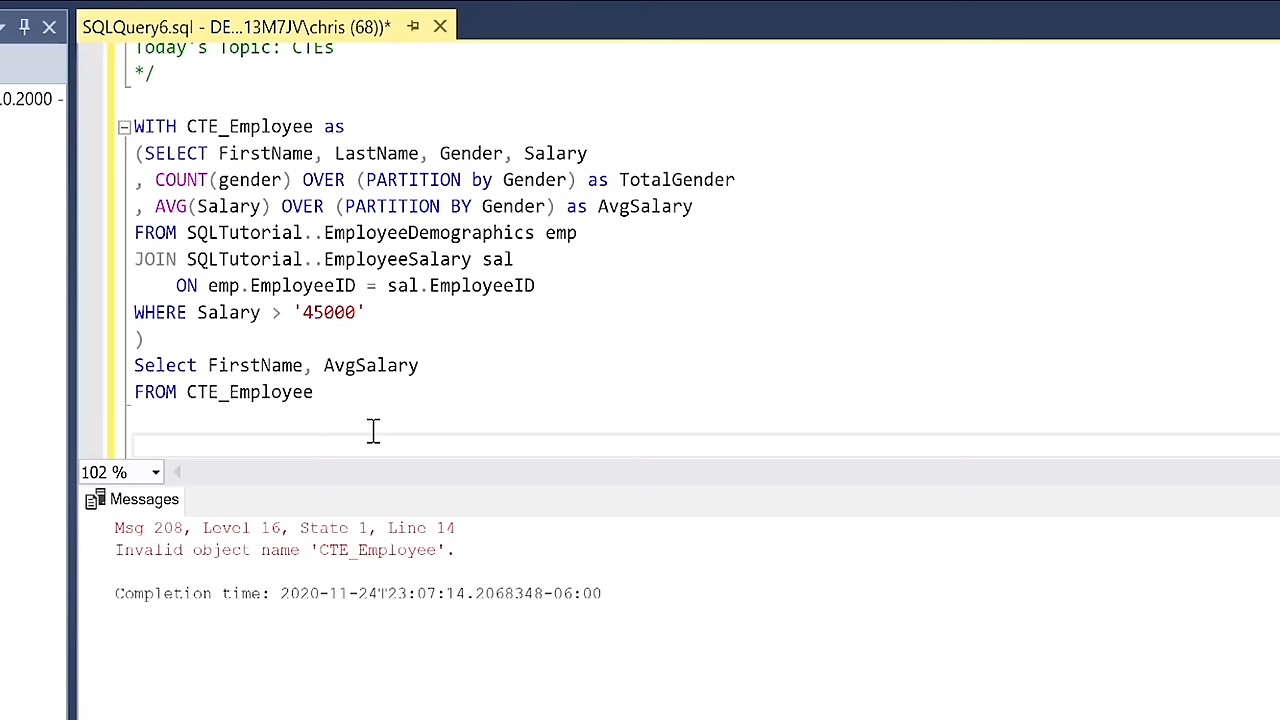 SQLQuery6.sql - DE...13M7JV\chris (68))*
0.2000 -
Today's Topic: CTEs
*/
WITH CTE_Employee as
(SELECT FirstName, LastName, Gender, Salary
, COUNT(gender) OVER (PARTITION by Gender) as TotalGender
, AVG(Salary) OVER (PARTITION BY Gender) as AvgSalary
FROM SQLTutorial..EmployeeDemographics emp
JOIN SQLTutorial..EmployeeSalary sal
ON emp.EmployeeID = sal.EmployeeID
WHERE Salary > '45000'
)
Select FirstName, AvgSalary
FROM CTE_Employee
102 %
Messages
Msg 208, Level 16, State 1, Line 14
Invalid object name 'CTE_Employee'.
Completion time: 2020-11-24T23:07:14.2068348-06:00